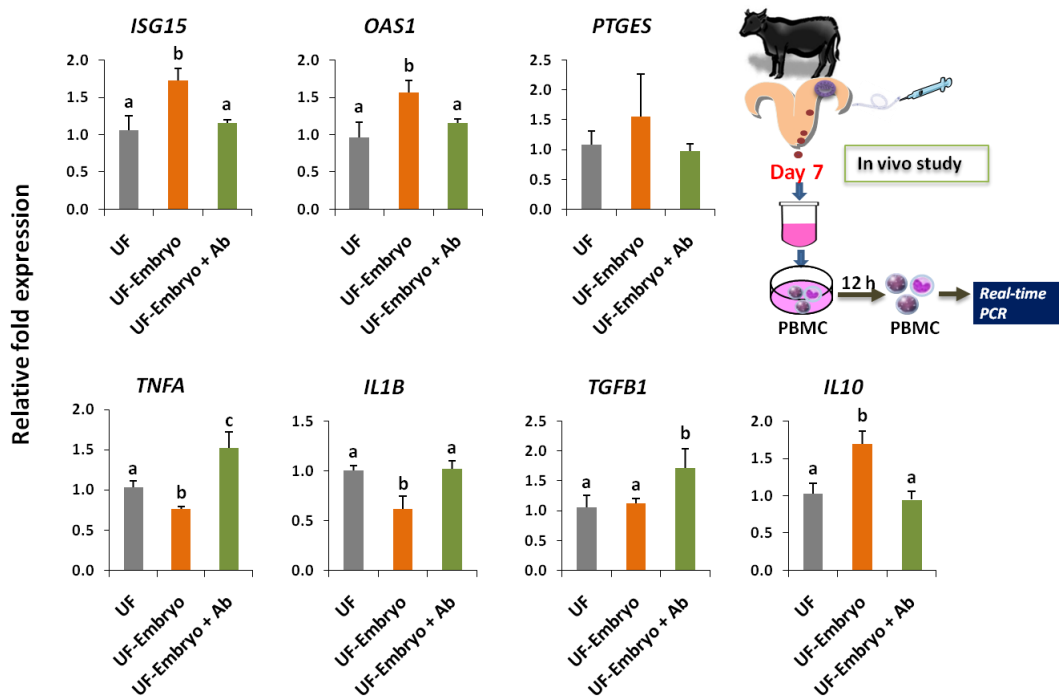 Relative fold expression
ISG15
2.0
1.5
1.0
0.5
0.0
a
b
a
UF
UF-Embryo
UF-Embryo + Ab
OAS1
2.0
1.5
1.0
0.5
0.0
a
b
a
UF
UF-Embryo
UF-Embryo + Ab
PTGES
2.5
2.0
1.5
1.0
0.5
0.0
UF
UF-Embryo
UF-Embryo + Ab
Day 7
In vivo study
12 h
PBMC
PBMC
Real-time
PCR
TNFA
2.0
1.5
1.0
0.5
0.0
a
b
c
UF
UF-Embryo
UF-Embryo + Ab
IL1B
1.5
1.0
0.5
0.0
a
b
a
UF
UF-Embryo
UF-Embryo + Ab
TGFB1
2.5
2.0
1.5
1.0
0.5
0.0
a
a
b
UF
UF-Embryo
UF-Embryo + Ab
IL10
2.0
1.5
1.0
0.5
0.0
a
b
a
UF
UF-Embryo
UF-Embryo + Ab